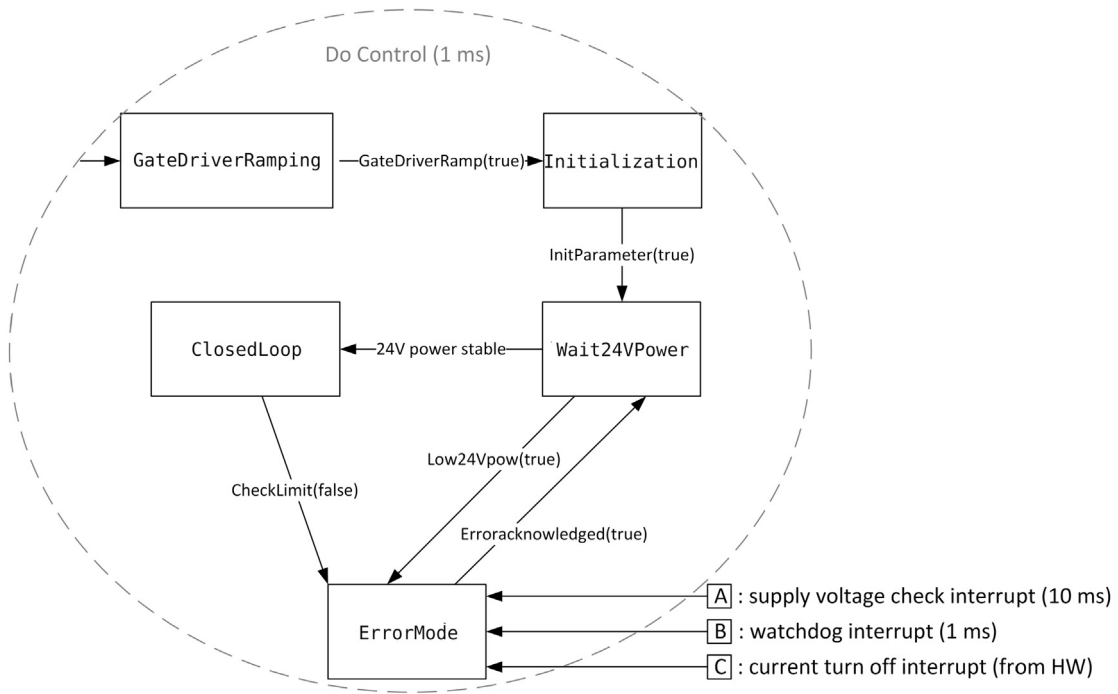 Do Control (1 ms)
GateDriverRamping
GateDriverRamp(true)
Initialization
InitParameter(true)
ClosedLoop
24V power stable
Wait24VPower
Low24Vpow(true)
CheckLimit(false)
Erroracknowledged(true)
ErrorMode
A : supply voltage check interrupt (10 ms)
B : watchdog interrupt (1 ms)
C : current turn off interrupt (from HW)